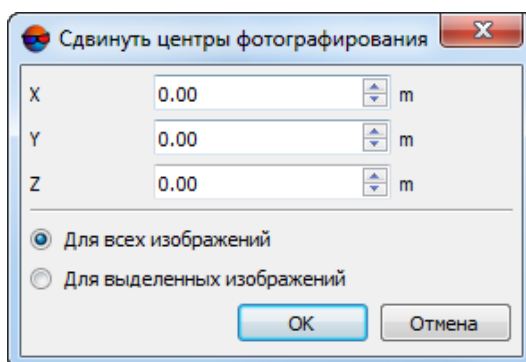 Сдвинуть центры фотографирования
X 0.00 m
Y 0.00 m
Z 0.00 m
Для всех изображений
Для выделенных изображений
OK Отмена